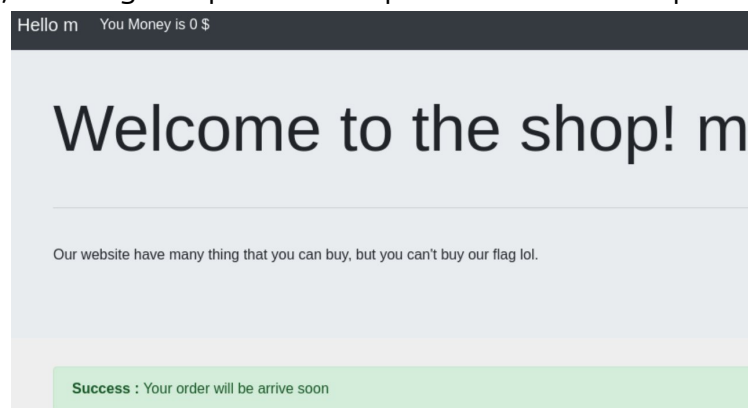 Hello m You Money is 0 $
Welcome to the shop! m
Our website have many thing that you can buy, but you can't buy our flag lol.
Success : Your order will be arrive soon